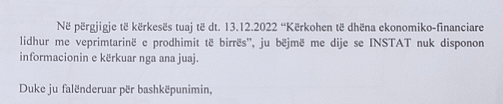 Në përgjigje të kërkesës tuaj të dt. 13.12.2022 “Kërkohen të dhëna ekonomiko-financiare
lidhur me veprimtarinë e prodhimit të birrës”, ju bëjmë me dije se INSTAT nuk disponon
informacionin e kërkuar nga ana juaj.
Duke ju falënderuar për bashkëpunimin,